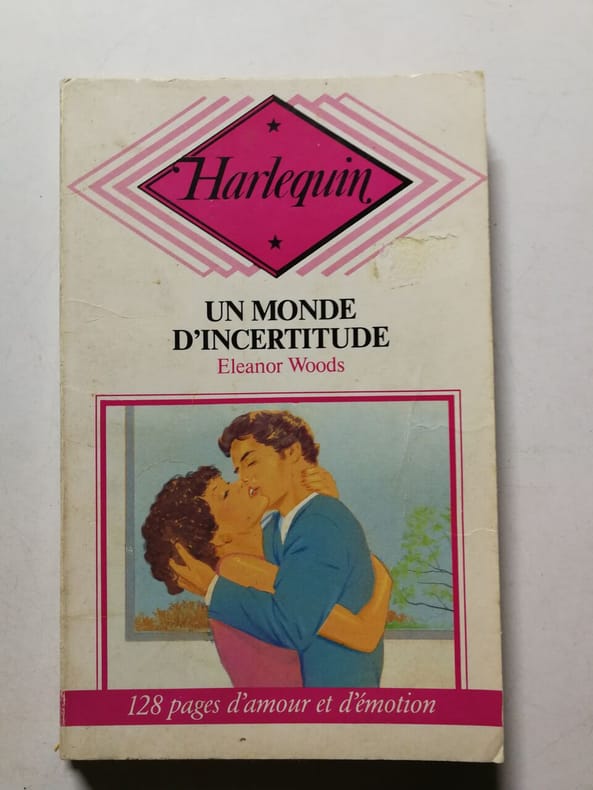 Harlequin
UN MONDE
D'INCERTITUDE
Eleanor Woods
128 pages d'amour et d'émotion